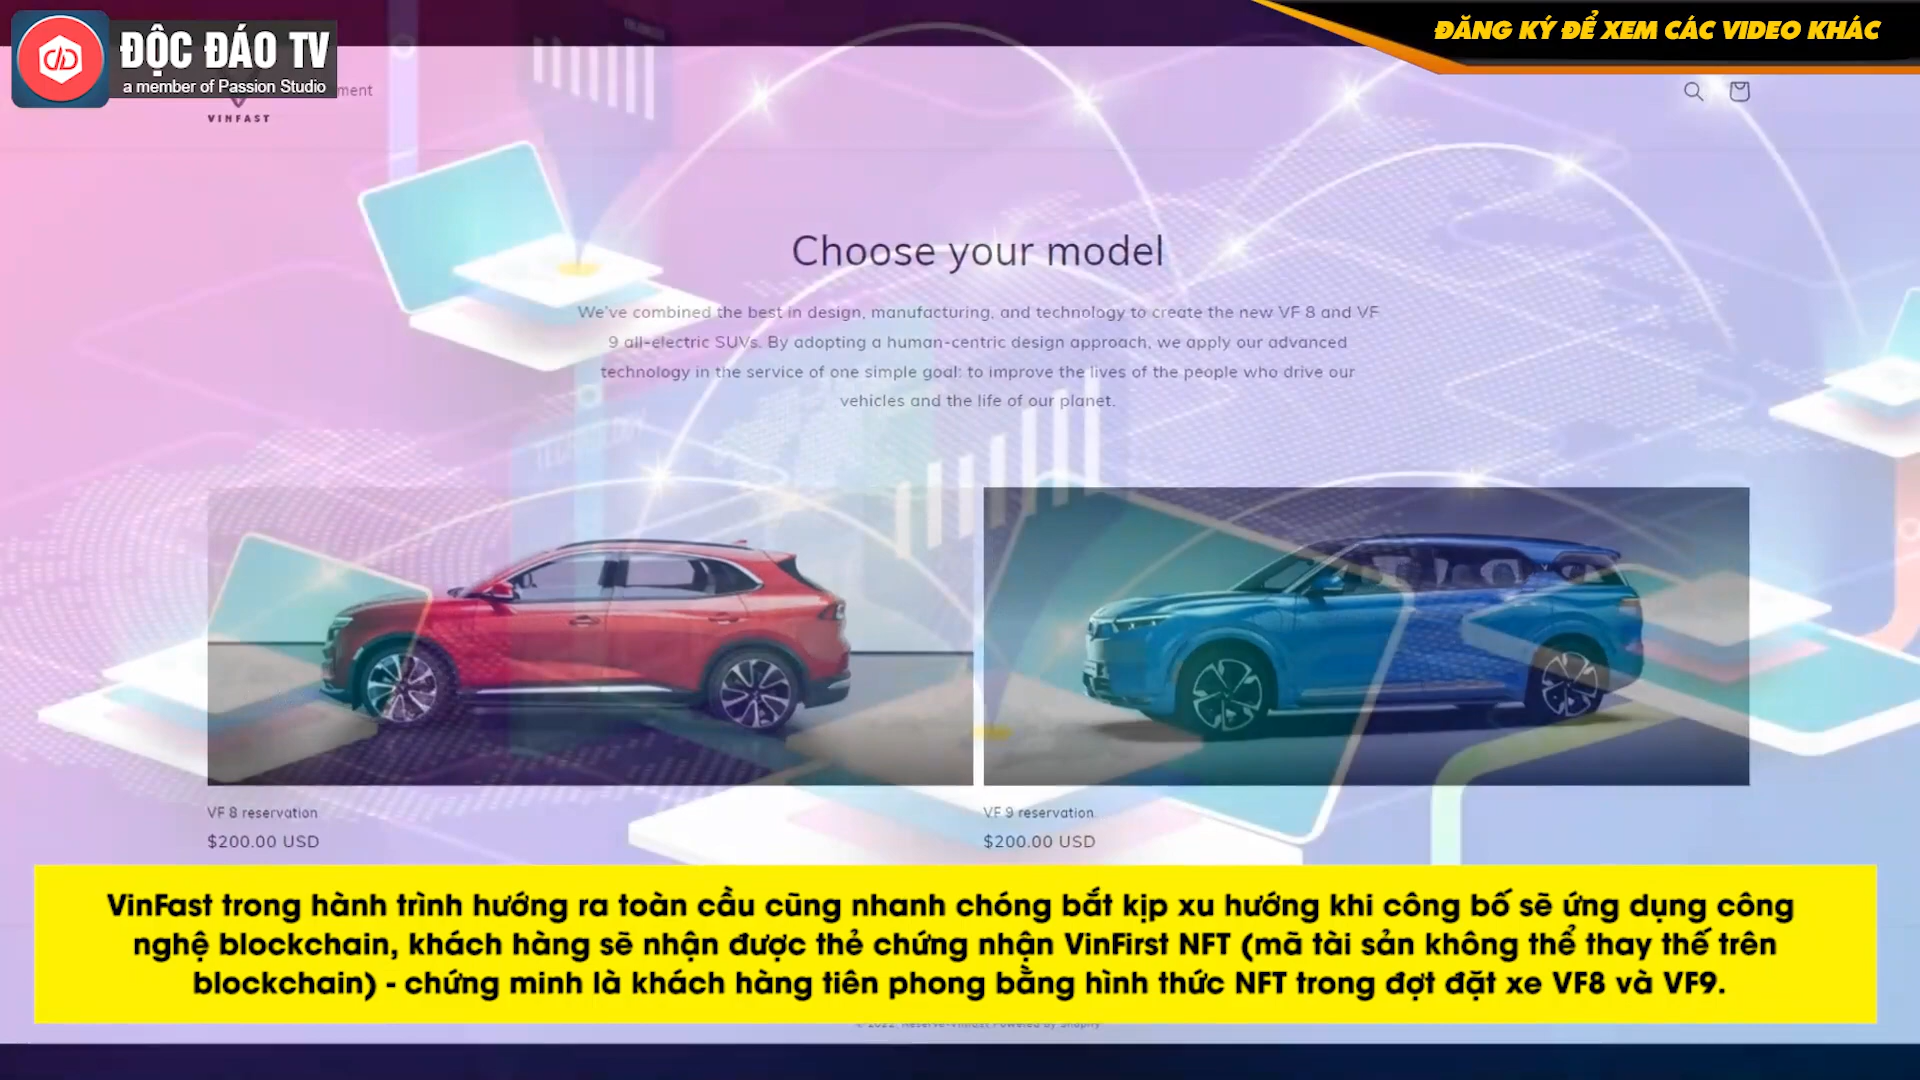 ĐỘC ĐÁO TV
a member of Passion Studio
ĐĂNG KÝ ĐỂ XEM CÁC VIDEO KHÁC
VINFAST
Choose your model
We've combined the best in design, manufacturing, and technology to create the new VF 8 and VF
9 all-electric SUVs. By adopting a human-centric design approach, we apply our advanced
technology in the service of one simple goal: to improve the lives of the people who drive our
vehicles and the life of our planet.
VF 8 reservation
$200.00 USD
VF 9 reservation
$200.00 USD
VinFast trong hành trình hướng ra toàn cầu cũng nhanh chóng bắt kịp xu hướng khi công bố sẽ ứng dụng công
nghệ blockchain, khách hàng sẽ nhận được thẻ chứng nhận VinFirst NFT (mã tài sản không thể thay thế trên
blockchain) - chứng minh là khách hàng tiên phong bằng hình thức NFT trong đợt đặt xe VF8 và VF9.